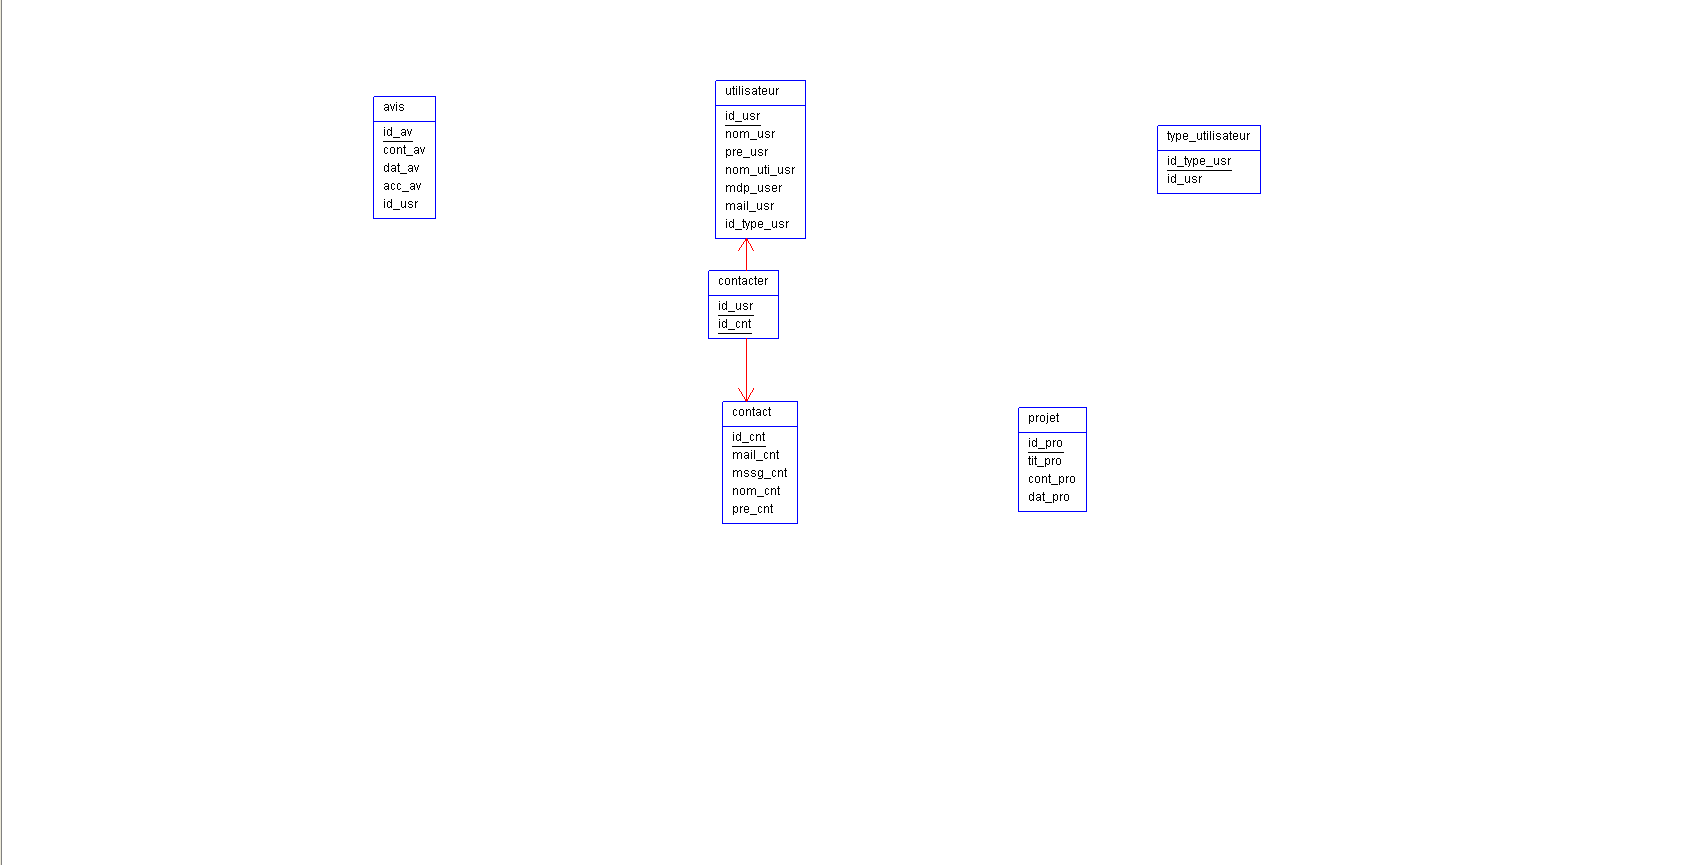 avis
id_av
cont_av
dat_av
acc_av
id_usr
utilisateur
id_usr
nom_usr
pre_usr
nom_uti_usr
mdp_user
mail_usr
id_type_usr
type_utilisateur
id_type_usr
id_usr
contacter
id_usr
id_cnt
contact
id_cnt
mail_cnt
mssg_cnt
nom_cnt
pre_cnt
projet
id_pro
tit_pro
cont_pro
dat_pro